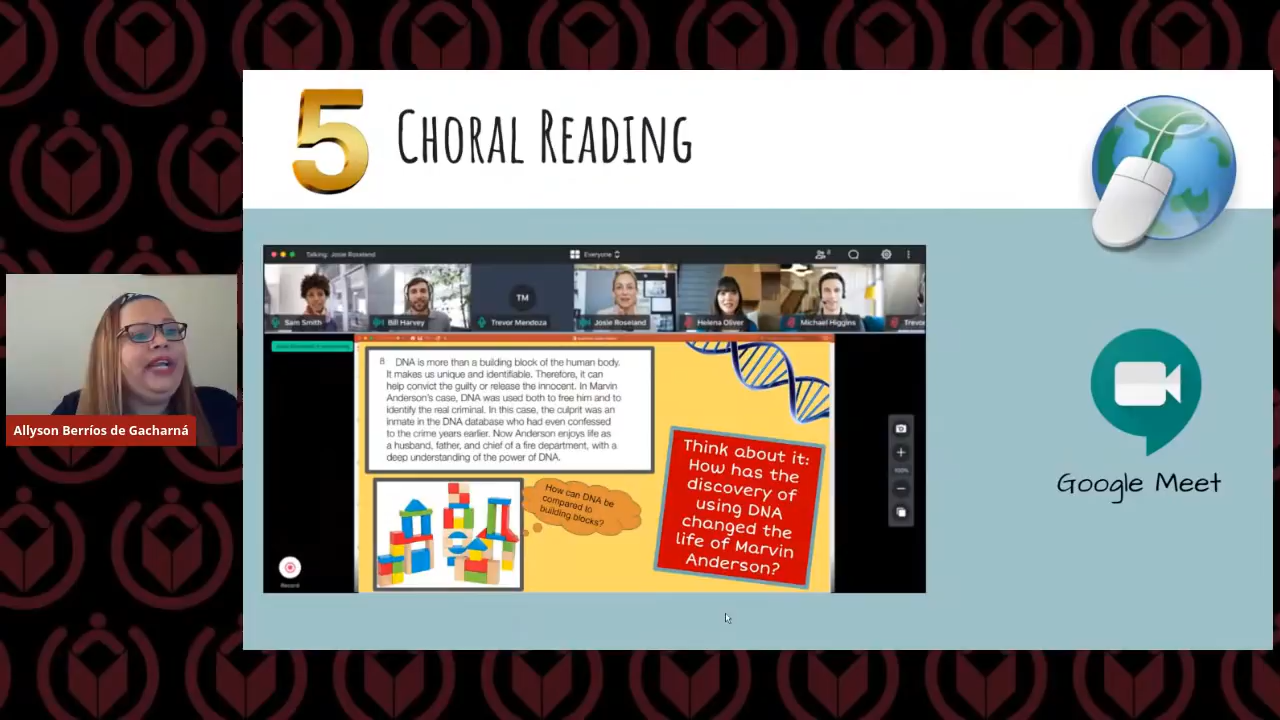 5 CHORAL READING
Talking: Josie Roseland
Everyone
Sam Smith
Bill Harvey
TM
Trevor Mendoza
Josie Roseland
Helena Oliver
Michael Higgins
Trevor
8 DNA is more than a building block of the human body.
It makes us unique and identifiable. Therefore, it can
help convict the guilty or release the innocent. In Marvin
Anderson's case, DNA was used both to free him and to
identify the real criminal. In this case, the culprit was an
inmate in the DNA database who had even confessed
to the crime years earlier. Now Anderson enjoys life as
a husband, father, and chief of a fire department, with a
deep understanding of the power of DNA.
How can DNA be
compared to
building blocks?
Think about it:
How has the
discovery of
using DNA
changed the
life of Marvin
Anderson?
100%
Record
Google Meet
Allyson Berríos de Gacharná